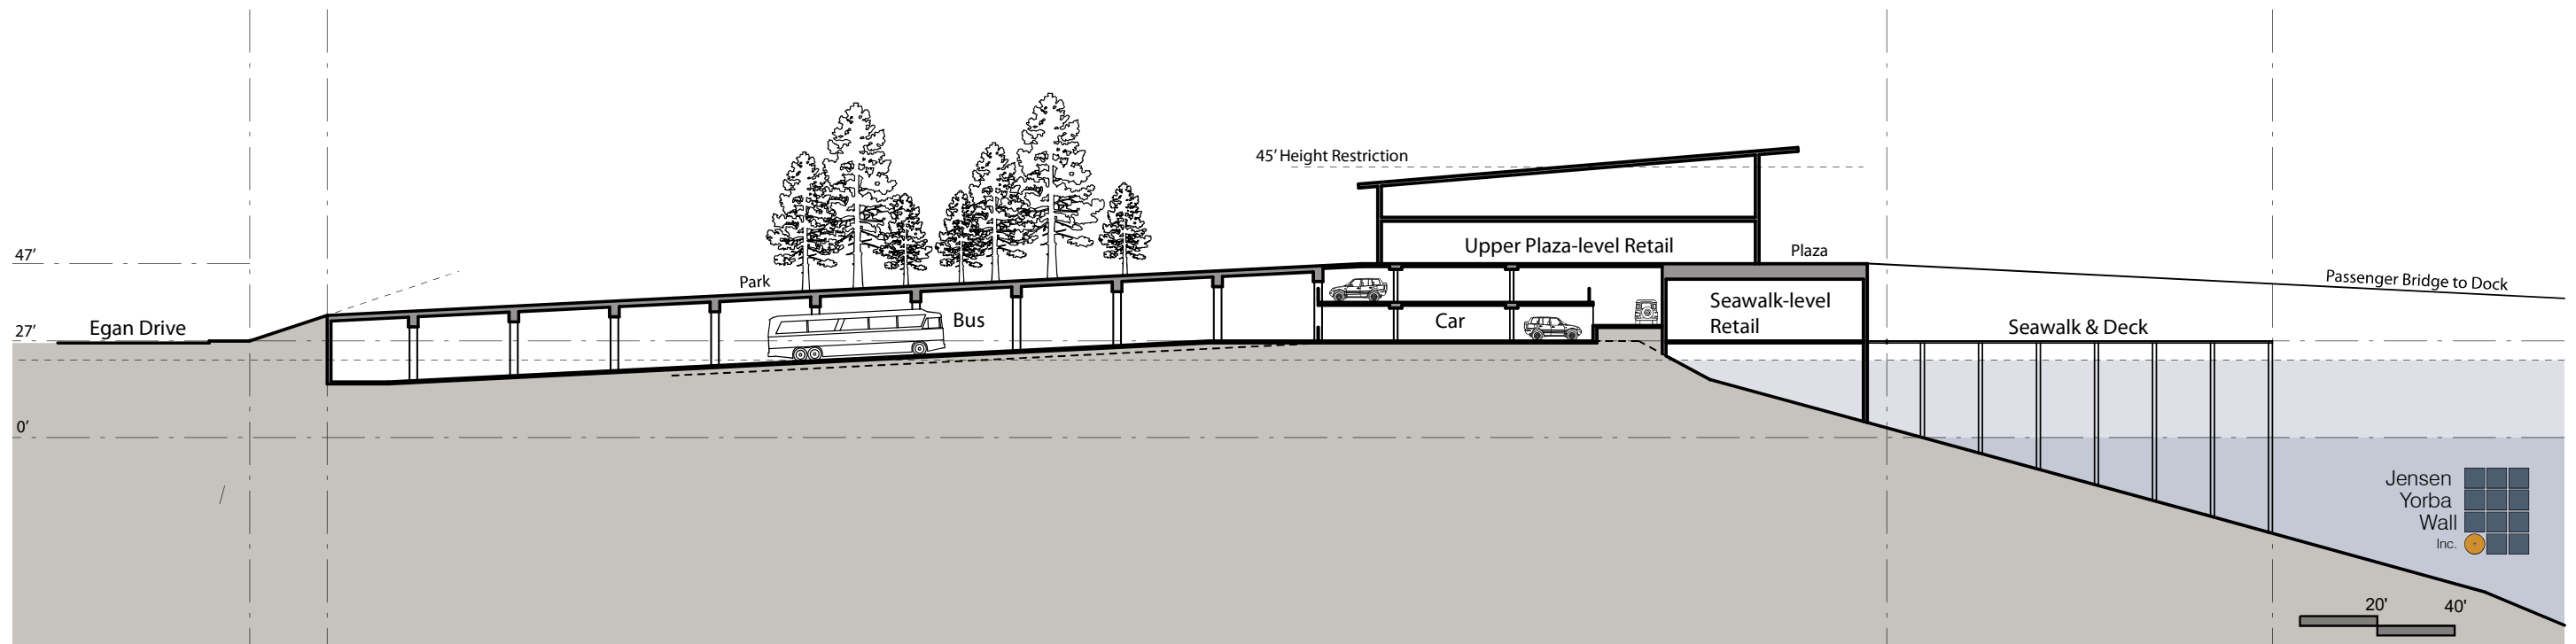 45’ Height Restriction
47’
Upper Plaza-level Retail
Plaza
Park
Passenger Bridge to Dock
27’
Egan Drive
Bus
Car
Seawalk-level
Retail
Seawalk & Deck
0’
Jensen
Yorba
Wall
Inc.
20'
40'